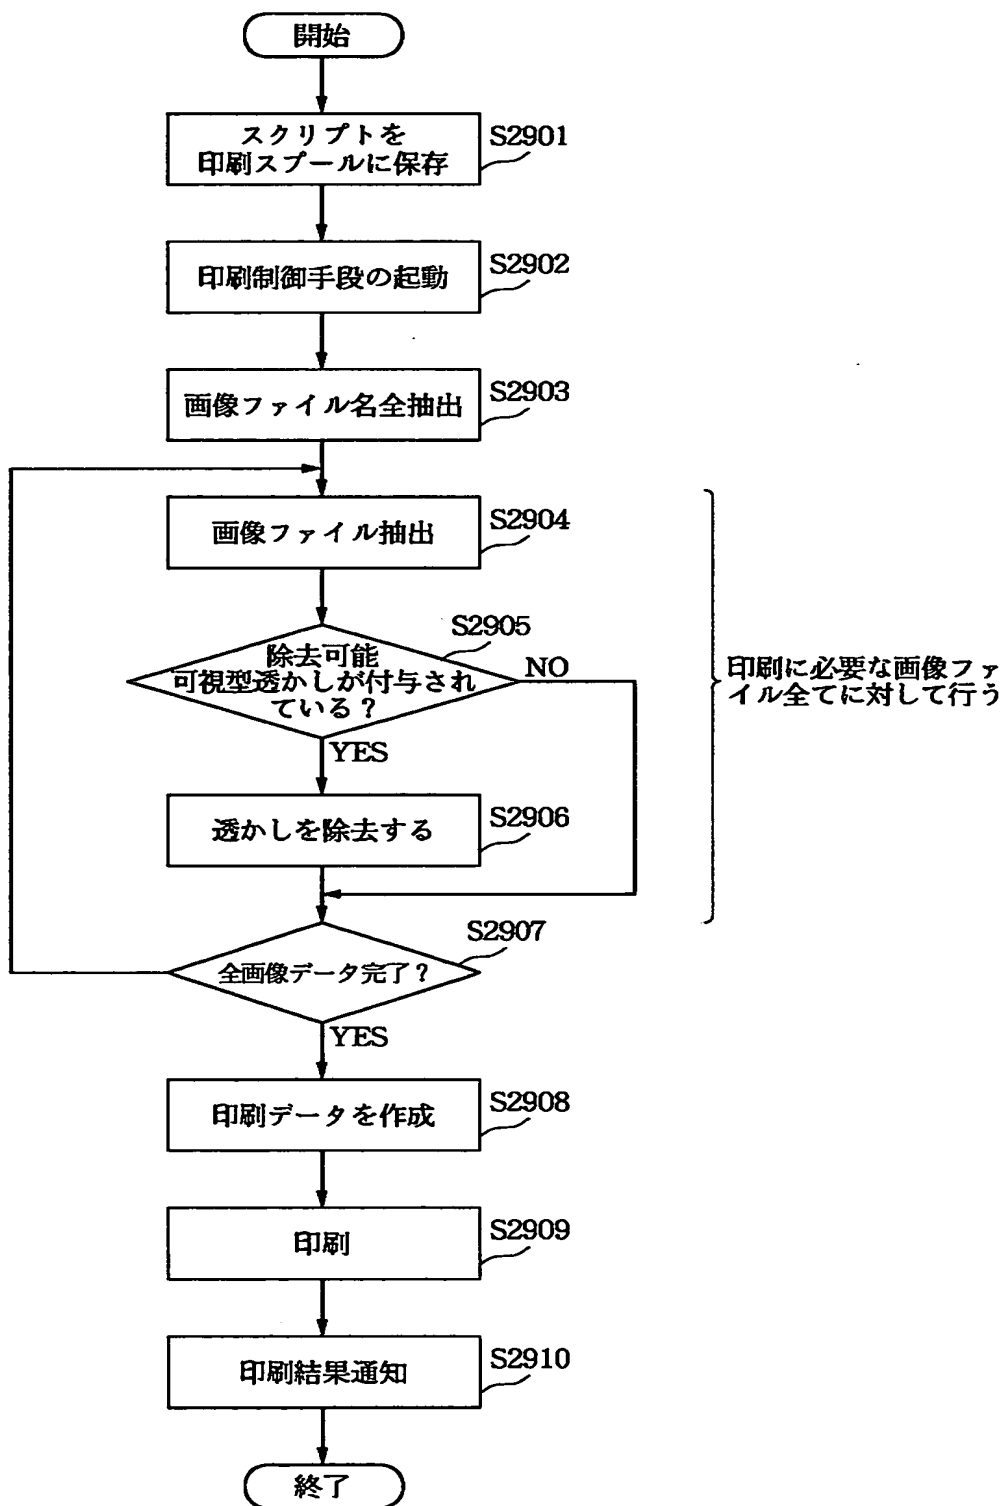 開始
スクリプトを
印刷スプールに保存
S2901
印刷制御手段の起動
S2902
画像ファイル名全抽出
S2903
画像ファイル抽出
S2904
S2905
除去可能
可視型透かしが付与され
ている?
NO
YES
印刷に必要な画像ファ
イル全てに対して行う
透かしを除去する
S2906
S2907
全画像データ完了?
YES
印刷データを作成
S2908
印刷
S2909
印刷結果通知
S2910
終了